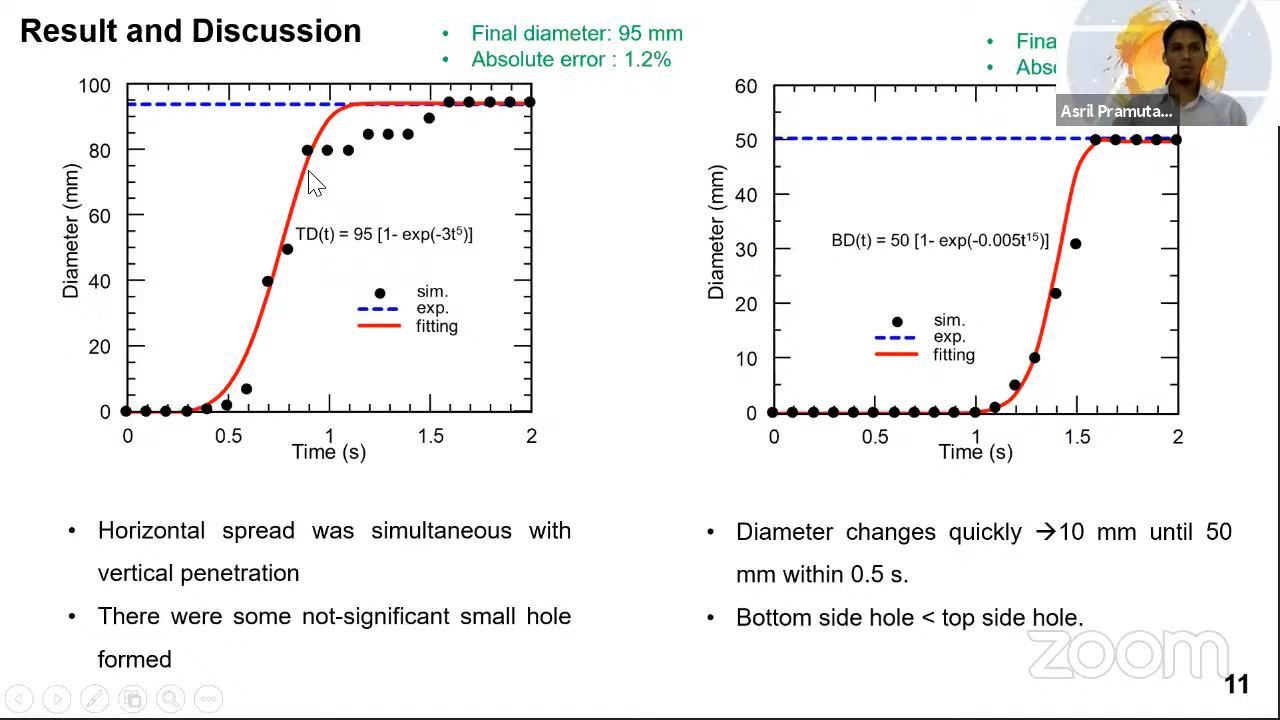 Result and Discussion
• Final diameter: 95 mm
• Absolute error : 1.2%
100
80
60
40
20
0
Diameter (mm)
TD(t) = 95 [1- exp(-3t⁵)]
sim.
exp.
fitting
0 0.5 1 1.5 2
Time (s)
• Horizontal spread was simultaneous with
vertical penetration
• There were some not-significant small hole
formed
Asril Pramuta...
60
50
40
30
20
10
0
Diameter (mm)
BD(t) = 50 [1- exp(-0.005t¹⁵)]
sim.
exp.
fitting
0 0.5 1 1.5 2
Time (s)
• Diameter changes quickly →10 mm until 50
mm within 0.5 s.
• Bottom side hole < top side hole.
zoom
11